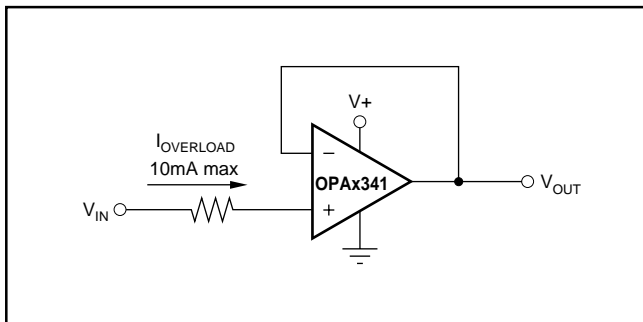 V+
I_OVERLOAD
10mA max
−
OPAx341
V_OUT
V_IN
+